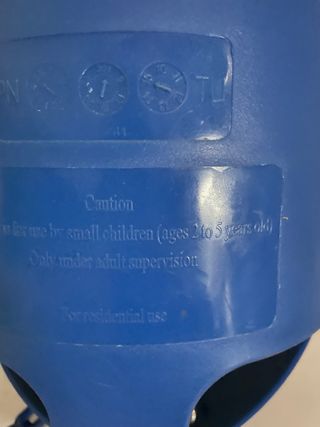 PN TU
Caution
for use by small children (ages 2 to 5 years old)
Only under adult supervision
For residential use